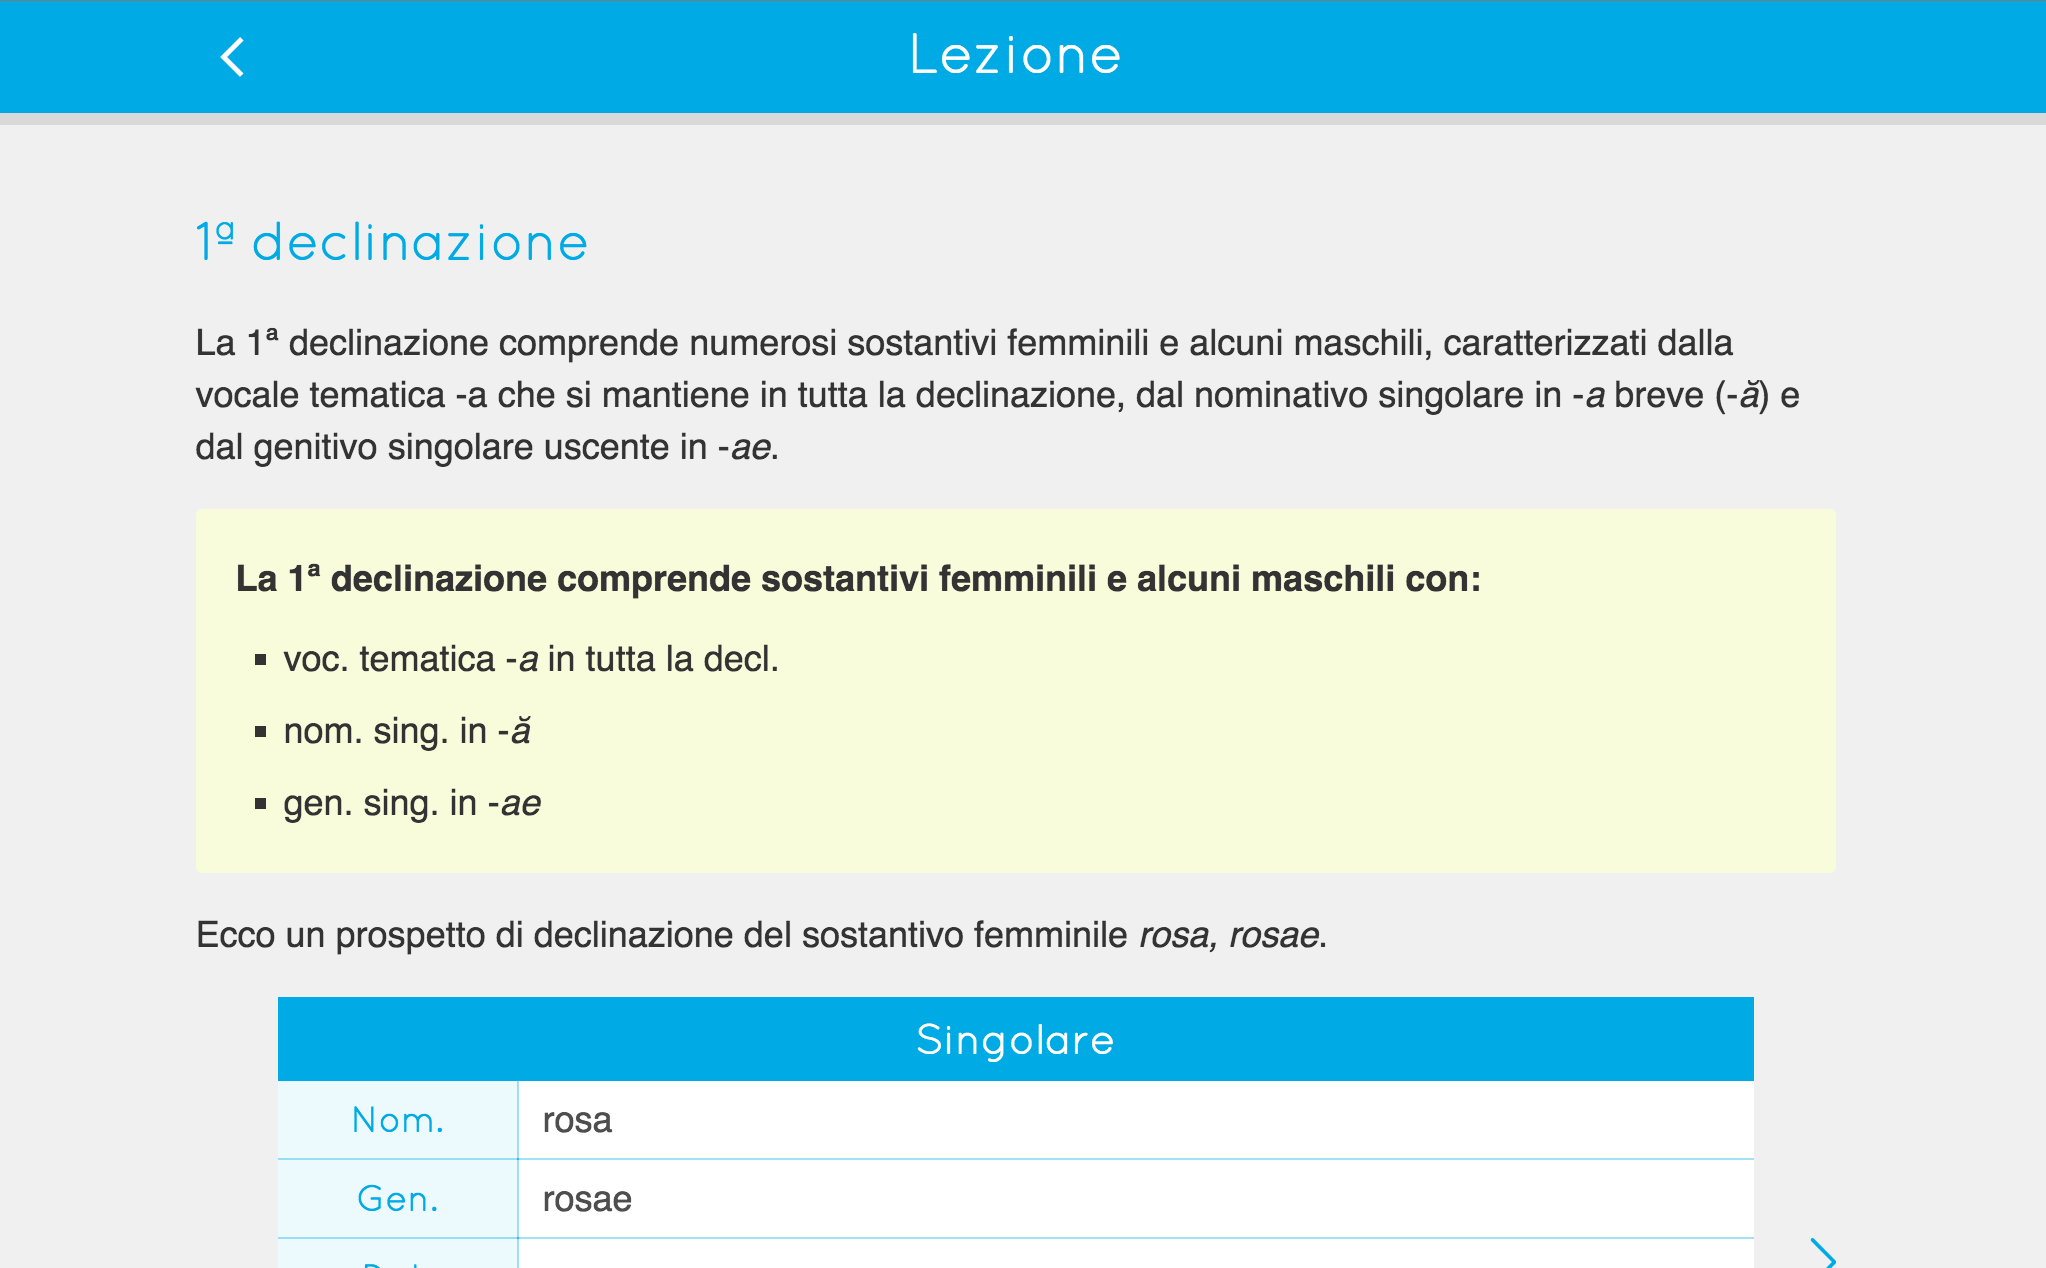 Lezione
1ª declinazione
La 1ª declinazione comprende numerosi sostantivi femminili e alcuni maschili, caratterizzati dalla
vocale tematica -a che si mantiene in tutta la declinazione, dal nominativo singolare in -a breve (-ă) e
dal genitivo singolare uscente in -ae.
La 1ª declinazione comprende sostantivi femminili e alcuni maschili con:
▪ voc. tematica -a in tutta la decl.
▪ nom. sing. in -ă
▪ gen. sing. in -ae
Ecco un prospetto di declinazione del sostantivo femminile rosa, rosae.
Singolare
Nom. rosa
Gen. rosae